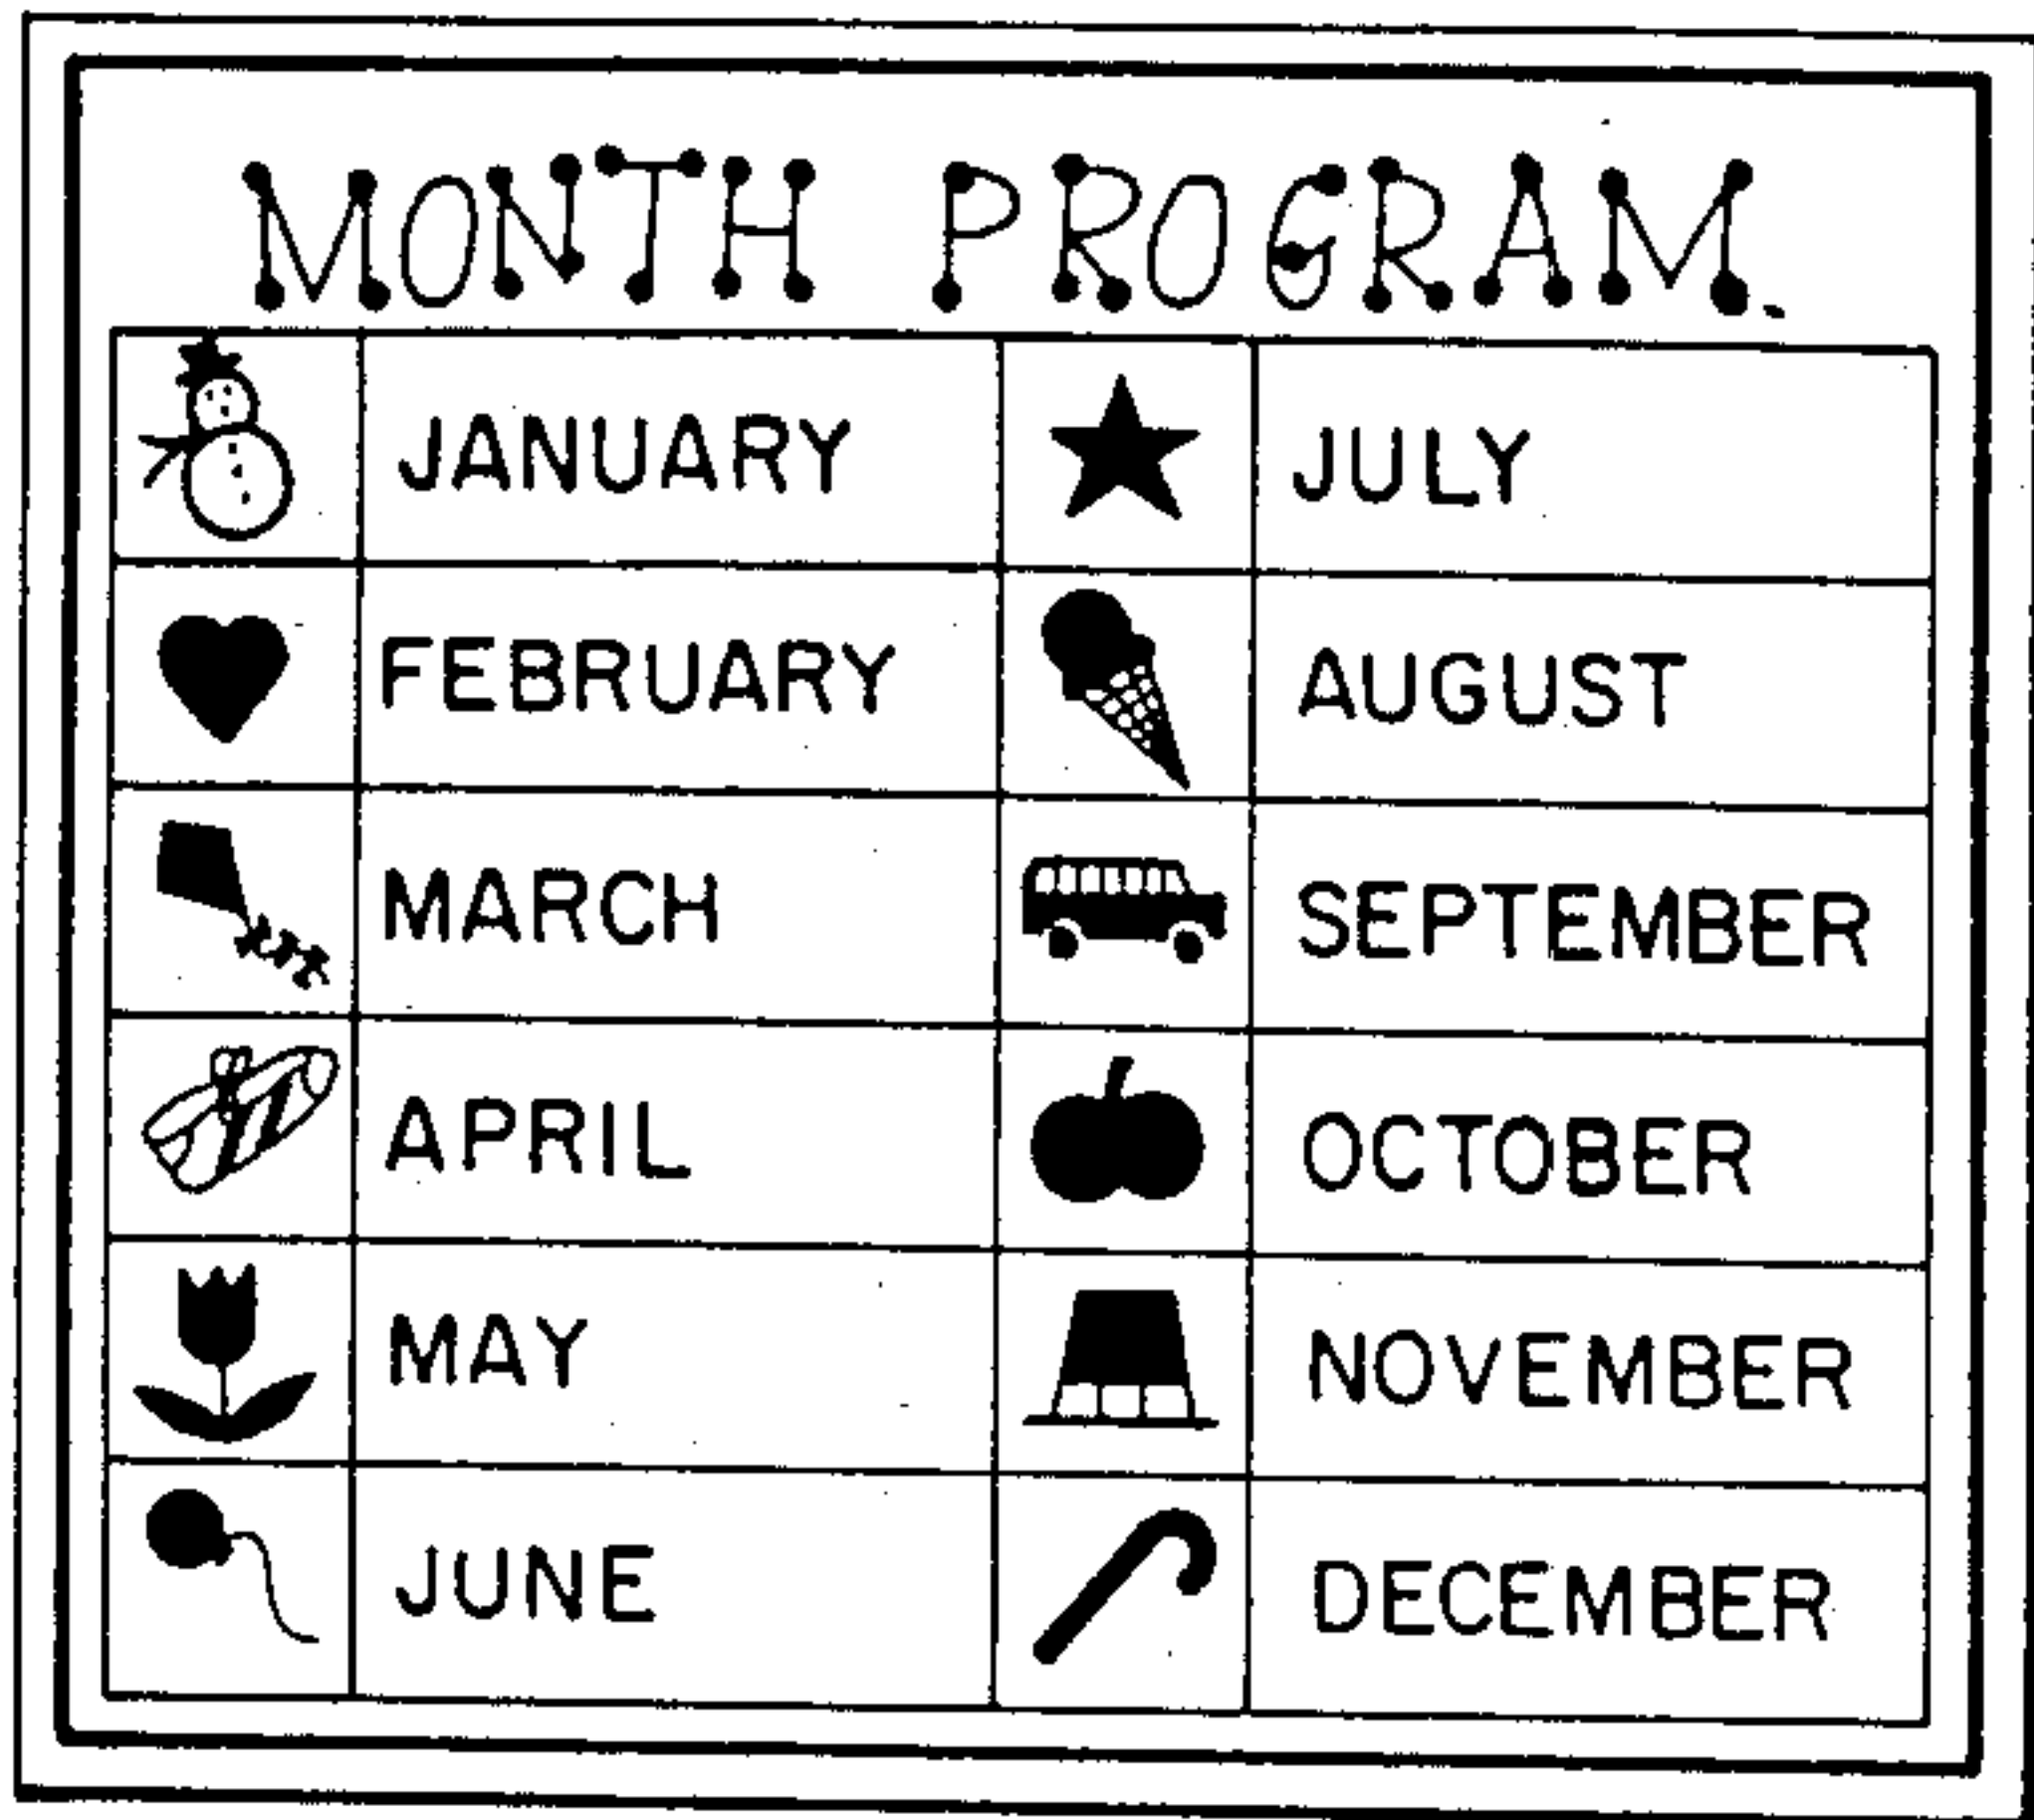 MONTH PROGRAM.
JANUARY JULY
FEBRUARY AUGUST
MARCH SEPTEMBER
APRIL OCTOBER
MAY NOVEMBER
JUNE DECEMBER